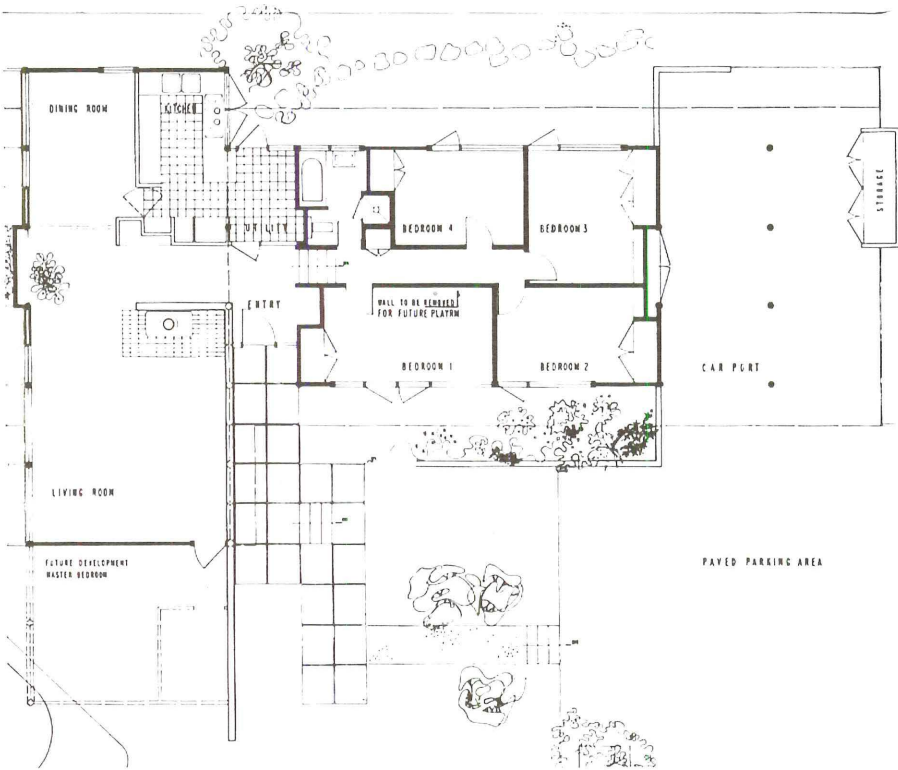 DINING ROOM
KITCHEN
STORAGE
UTILITY
BEDROOM 4
BEDROOM 3
ENTRY
WALL TO BE REMOVED
FOR FUTURE PLAYRM
BEDROOM 1
BEDROOM 2
CAR PORT
LIVING ROOM
FUTURE DEVELOPMENT
MASTER BEDROOM
PAVED PARKING AREA